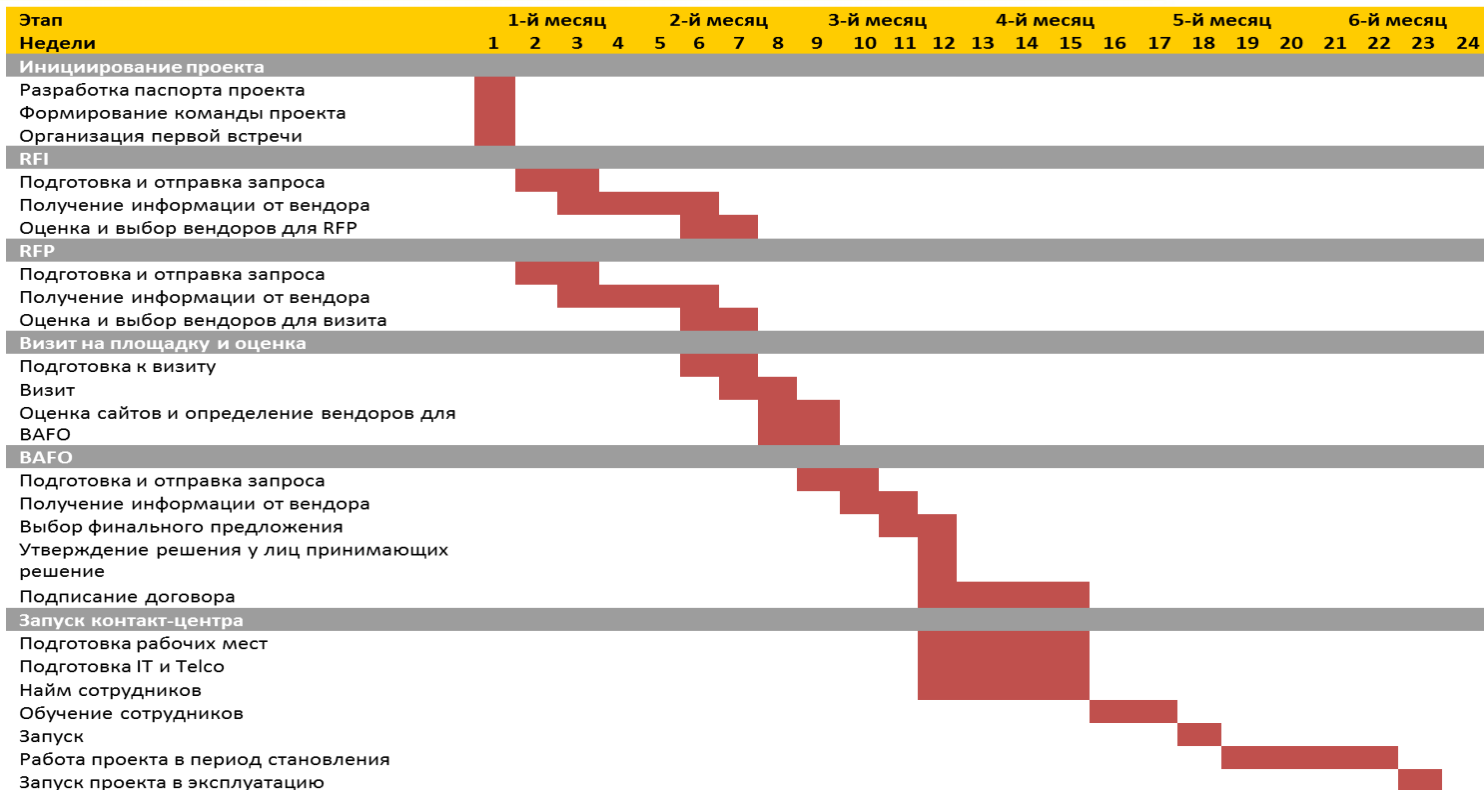 Этап 1-й месяц 2-й месяц 3-й месяц 4-й месяц 5-й месяц 6-й месяц
Недели 1 2 3 4 5 6 7 8 9 10 11 12 13 14 15 16 17 18 19 20 21 22 23 24
Инициирование проекта
Разработка паспорта проекта
Формирование команды проекта
Организация первой встречи
RFI
Подготовка и отправка запроса
Получение информации от вендора
Оценка и выбор вендоров для RFP
RFP
Подготовка и отправка запроса
Получение информации от вендора
Оценка и выбор вендоров для визита
Визит на площадку и оценка
Подготовка к визиту
Визит
Оценка сайтов и определение вендоров для
BAFO
BAFO
Подготовка и отправка запроса
Получение информации от вендора
Выбор финального предложения
Утверждение решения у лиц принимающих
решение
Подписание договора
Запуск контакт-центра
Подготовка рабочих мест
Подготовка IT и Telco
Найм сотрудников
Обучение сотрудников
Запуск
Работа проекта в период становления
Запуск проекта в эксплуатацию